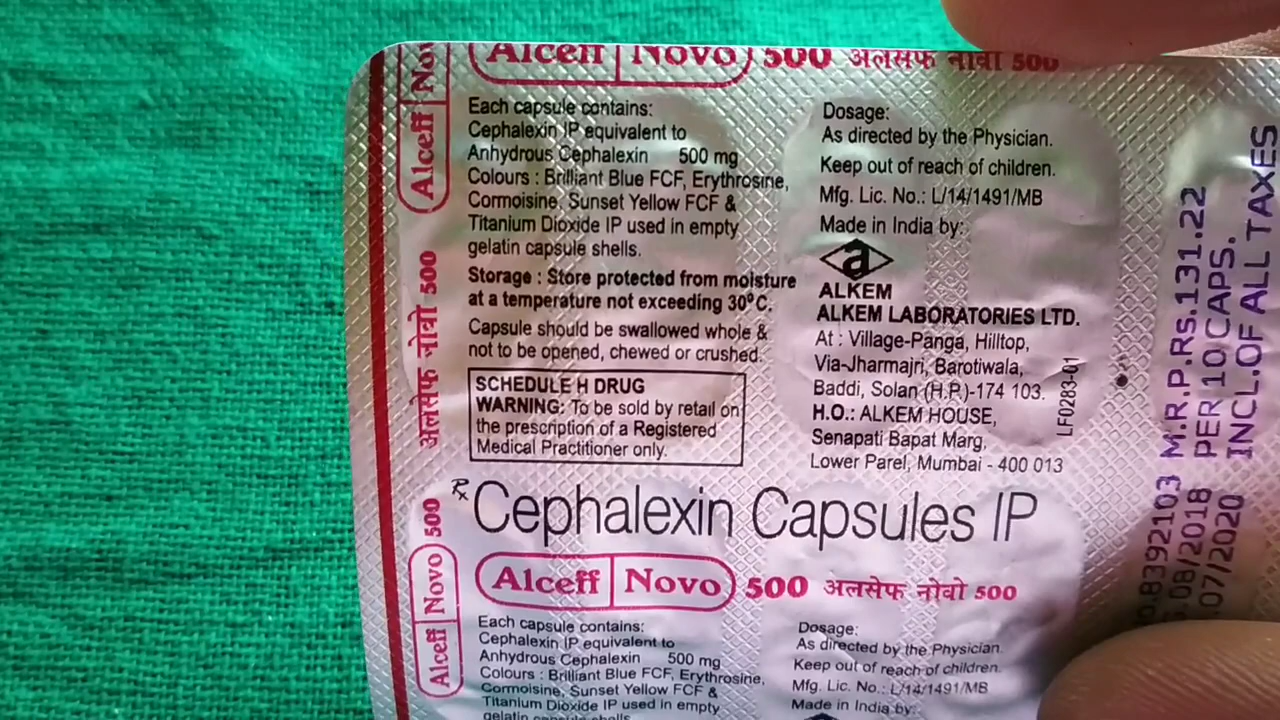 Alceff Novo 500 अलसेफ नोवो 500
Each capsule contains:
Cephalexin IP equivalent to
Anhydrous Cephalexin 500 mg
Colours : Brilliant Blue FCF, Erythrosine,
Cormoisine, Sunset Yellow FCF &
Titanium Dioxide IP used in empty
gelatin capsule shells.
Storage : Store protected from moisture
at a temperature not exceeding 30°C.
Capsule should be swallowed whole &
not to be opened, chewed or crushed.
SCHEDULE H DRUG
WARNING: To be sold by retail on
the prescription of a Registered
Medical Practitioner only.
Dosage:
As directed by the Physician.
Keep out of reach of children.
Mfg. Lic. No.: L/14/1491/MB
Made in India by:
a
ALKEM
ALKEM LABORATORIES LTD.
At : Village-Panga, Hilltop,
Via-Jharmajri, Barotiwala,
Baddi, Solan (H.P.)-174 103.
H.O.: ALKEM HOUSE,
Senapati Bapat Marg,
Lower Parel, Mumbai - 400 013
LF0283-01
Rx Cephalexin Capsules IP
Alceff Novo 500 अलसेफ नोवो 500
Each capsule contains:
Cephalexin IP equivalent to
Anhydrous Cephalexin 500 mg
Colours : Brilliant Blue FCF, Erythrosine,
Cormoisine, Sunset Yellow FCF &
Titanium Dioxide IP used in empty
gelatin capsule shells.
Dosage:
As directed by the Physician.
Keep out of reach of children.
Mfg. Lic. No.: L/14/1491/MB
Made in India by:
Alceff Novo 500 अलसेफ नोवो 500
Alceff
8392103 M.R.P.Rs.131.22
08/2018 PER 10 CAPS.
07/2020 INCL.OF ALL TAXES